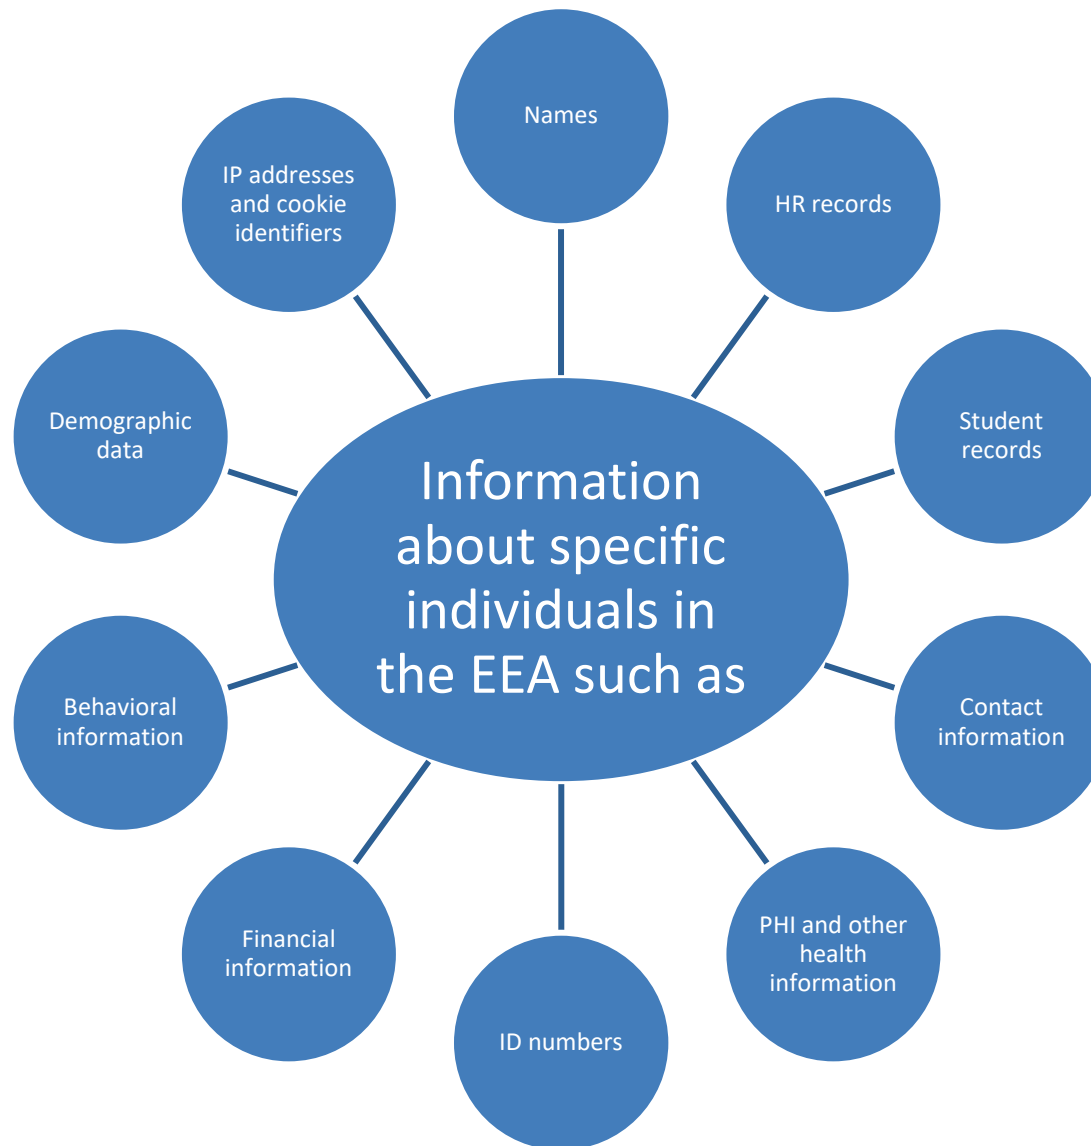 Names
IP addresses
and cookie
identifiers
HR records
Demographic
data
Student
records
Information
about specific
individuals in
the EEA such as
Behavioral
information
Contact
information
Financial
information
PHI and other
health
information
ID numbers